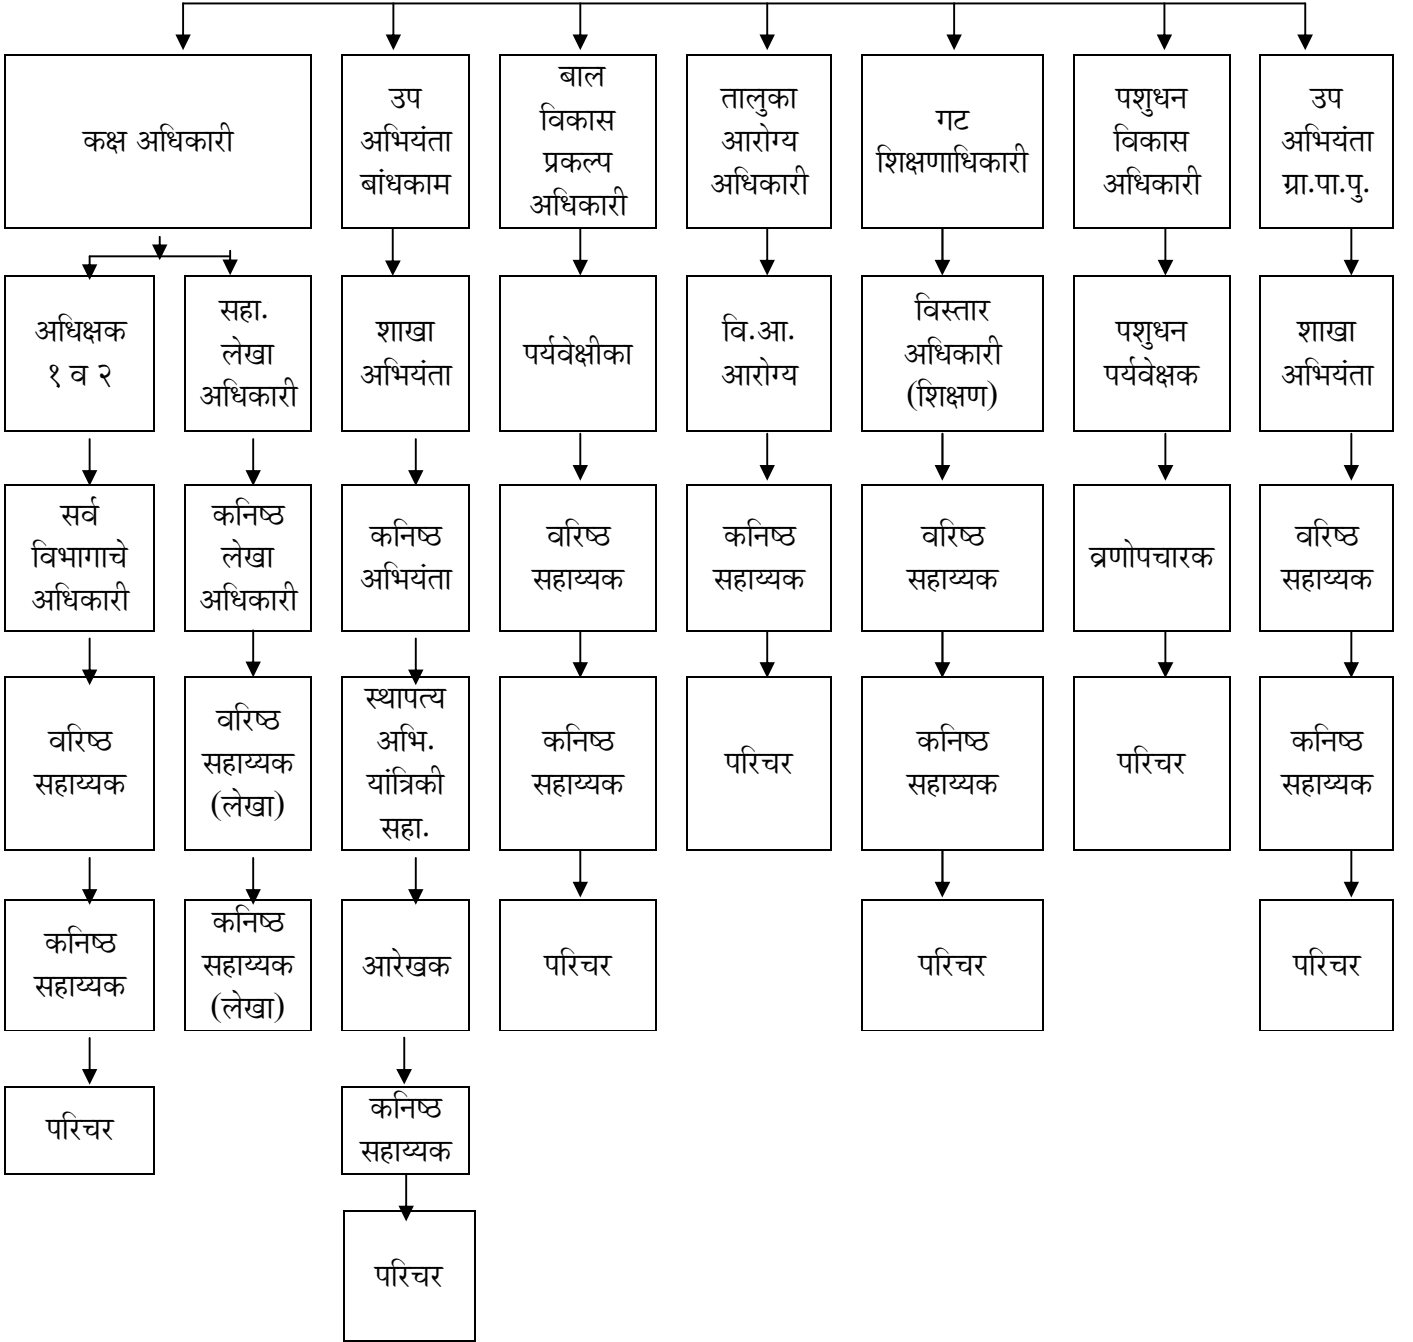 कक्ष अधिकारी
उप
अभियंता
बांधकाम
बाल
विकास
प्रकल्प
अधिकारी
तालुका
आरोग्य
अधिकारी
गट
शिक्षणाधिकारी
पशुधन
विकास
अधिकारी
उप
अभियंता
ग्रा.पा.पु.
अधिक्षक
१ व २
सहा.
लेखा
अधिकारी
शाखा
अभियंता
पर्यवेक्षीका
वि.आ.
आरोग्य
विस्तार
अधिकारी
(शिक्षण)
पशुधन
पर्यवेक्षक
शाखा
अभियंता
सर्व
विभागाचे
अधिकारी
कनिष्ठ
लेखा
अधिकारी
कनिष्ठ
अभियंता
वरिष्ठ
सहाय्यक
कनिष्ठ
सहाय्यक
वरिष्ठ
सहाय्यक
व्रणोपचारक
वरिष्ठ
सहाय्यक
वरिष्ठ
सहाय्यक
वरिष्ठ
सहाय्यक
(लेखा)
स्थापत्य
अभि.
यांत्रिकी
सहा.
कनिष्ठ
सहाय्यक
परिचर
कनिष्ठ
सहाय्यक
परिचर
कनिष्ठ
सहाय्यक
कनिष्ठ
सहाय्यक
कनिष्ठ
सहाय्यक
(लेखा)
आरेखक
परिचर
परिचर
परिचर
परिचर
कनिष्ठ
सहाय्यक
परिचर